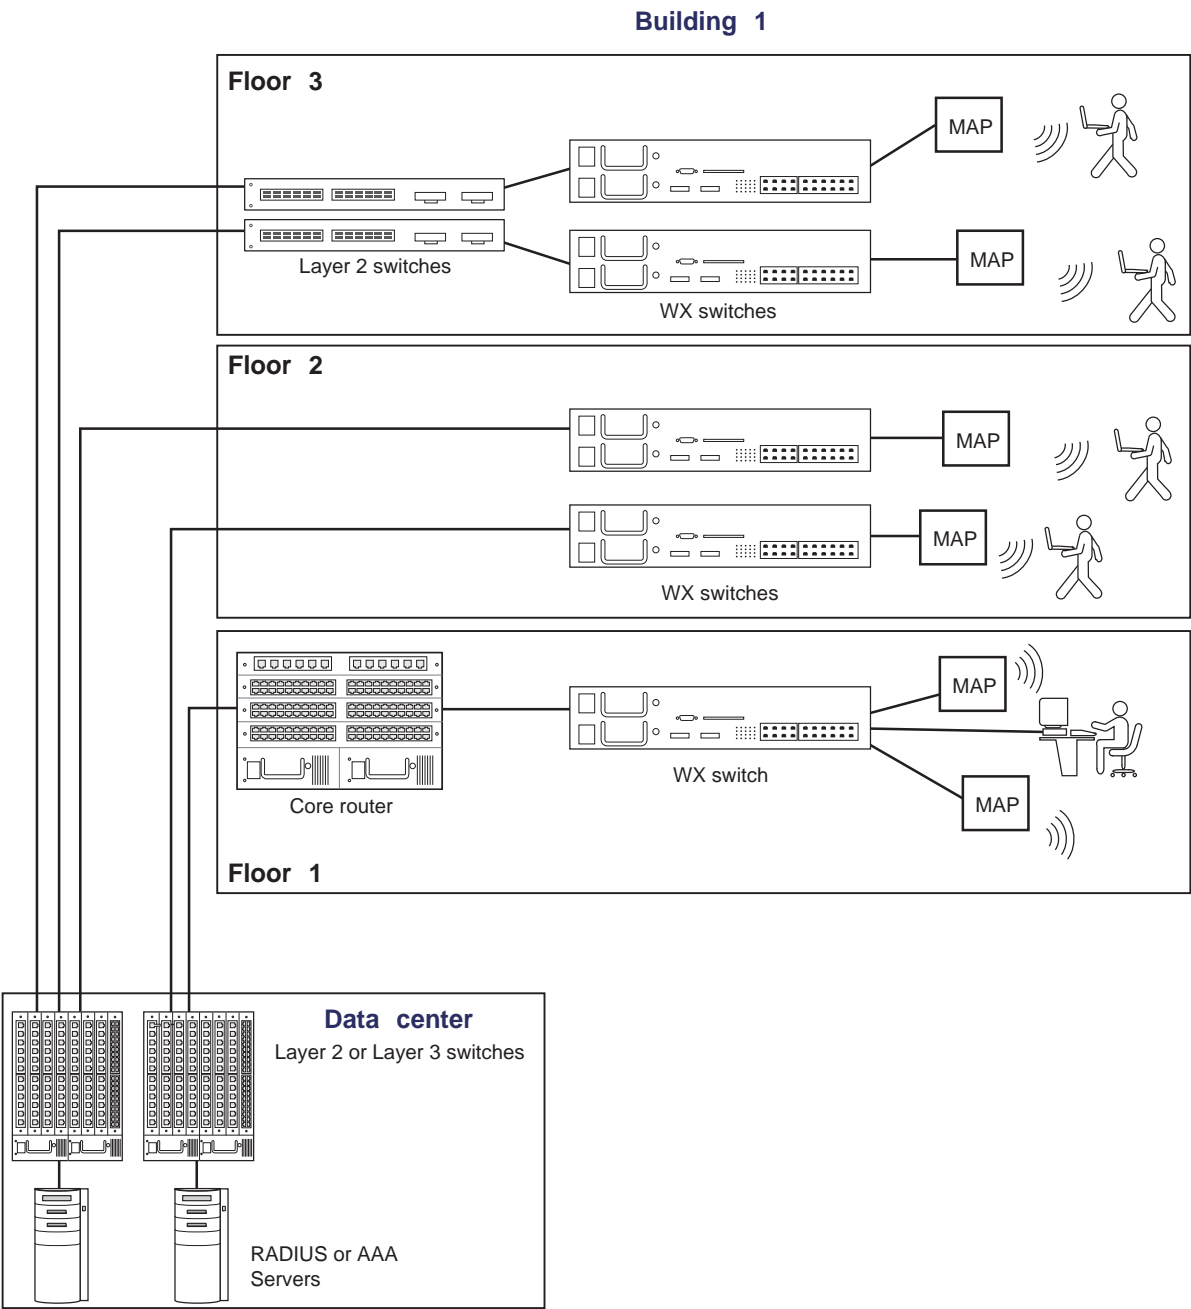 Building 1
Floor 3
MAP
MAP
Layer 2 switches
WX switches
Floor 2
MAP
MAP
WX switches
MAP
WX switch
MAP
Core router
Floor 1
Data center
Layer 2 or Layer 3 switches
RADIUS or AAA
Servers